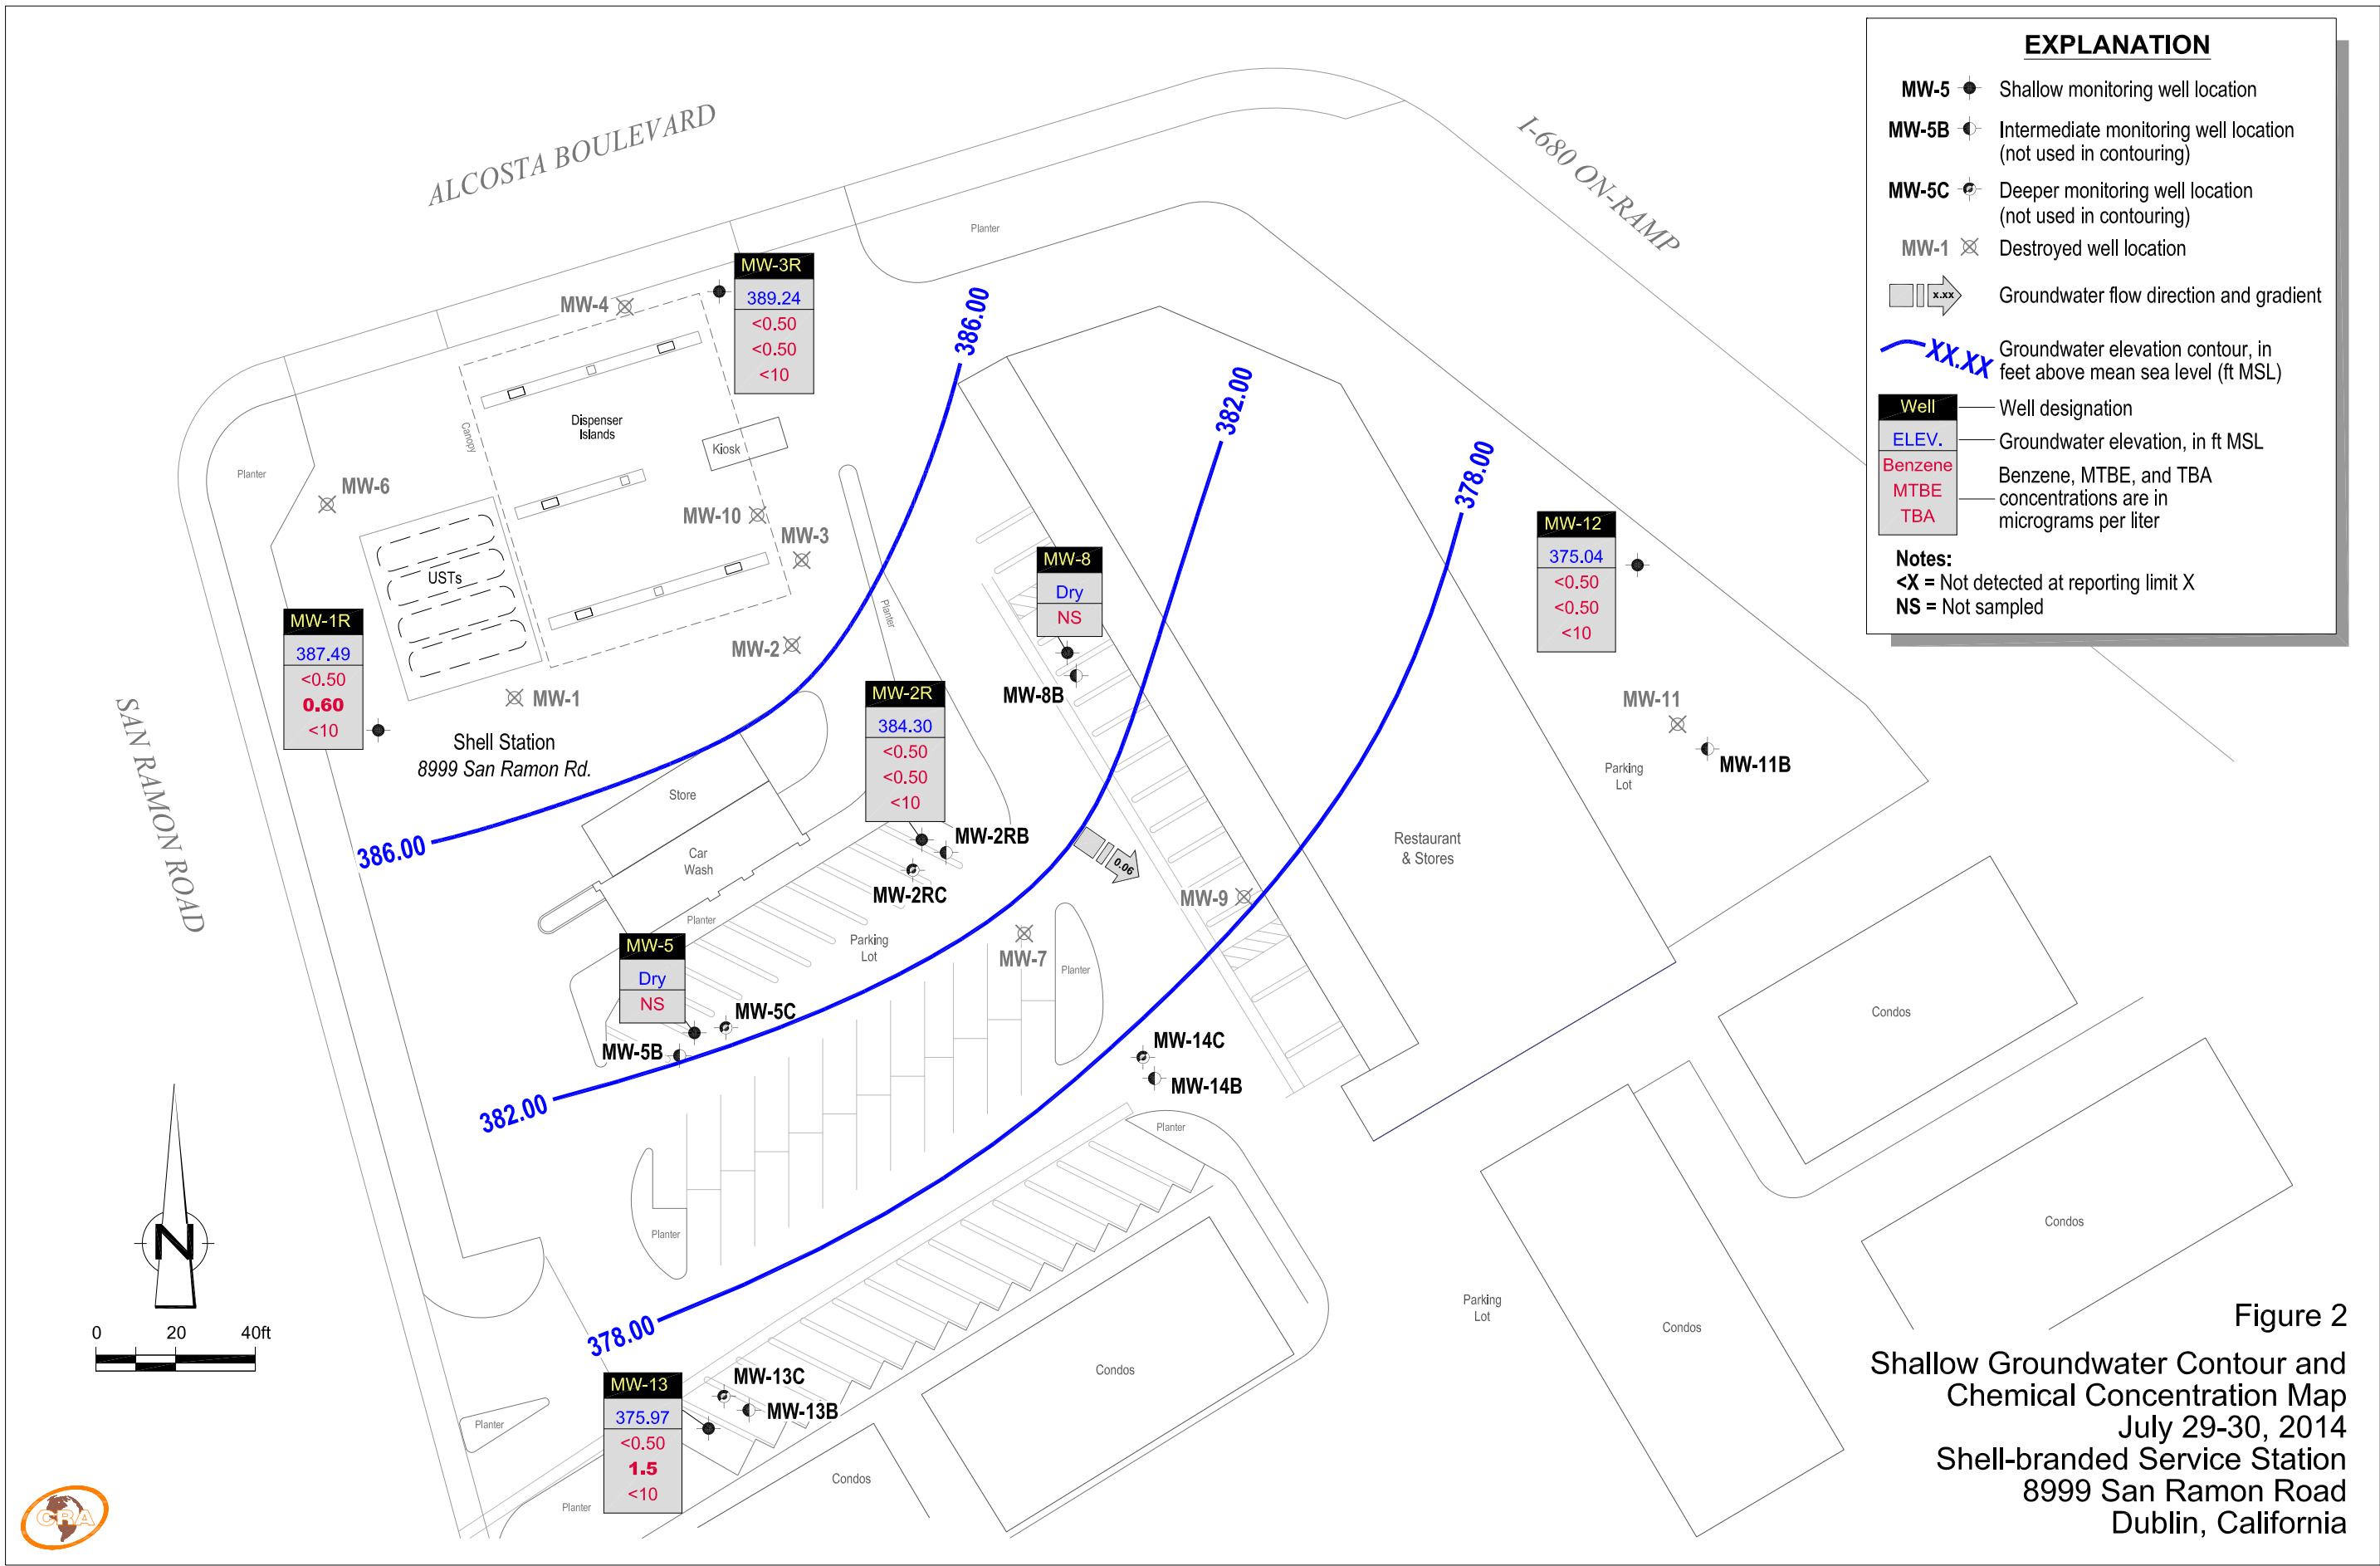 ALCOSTA BOULEVARD
I-680 ON-RAMP
SAN RAMON ROAD
EXPLANATION
MW-5 Shallow monitoring well location
MW-5B Intermediate monitoring well location
(not used in contouring)
MW-5C Deeper monitoring well location
(not used in contouring)
MW-1 Destroyed well location
x.xx Groundwater flow direction and gradient
XX.XX Groundwater elevation contour, in
feet above mean sea level (ft MSL)
Well Well designation
ELEV. Groundwater elevation, in ft MSL
Benzene
MTBE
TBA
Benzene, MTBE, and TBA
concentrations are in
micrograms per liter
Notes:
<X = Not detected at reporting limit X
NS = Not sampled
Planter
MW-4
MW-3R
389.24
<0.50
<0.50
<10
386.00
382.00
378.00
Canopy
Dispenser
Islands
Kiosk
Planter
MW-6
MW-10
MW-3
USTs
Planter
MW-8
Dry
NS
MW-8B
MW-12
375.04
<0.50
<0.50
<10
MW-1R
387.49
<0.50
0.60
<10
MW-2
MW-1
Shell Station
8999 San Ramon Rd.
MW-2R
384.30
<0.50
<0.50
<10
MW-11
MW-11B
Parking
Lot
Store
Car
Wash
386.00
MW-2RB
MW-2RC
0.06
Restaurant
& Stores
MW-9
Planter
Parking
Lot
MW-7
Planter
MW-5
Dry
NS
MW-5C
MW-5B
382.00
MW-14C
MW-14B
Planter
Condos
Condos
Planter
378.00
N
0 20 40ft
Parking
Lot
Condos
Condos
MW-13
375.97
<0.50
1.5
<10
MW-13C
MW-13B
Planter
Planter
Condos
CRA
Figure 2
Shallow Groundwater Contour and
Chemical Concentration Map
July 29-30, 2014
Shell-branded Service Station
8999 San Ramon Road
Dublin, California